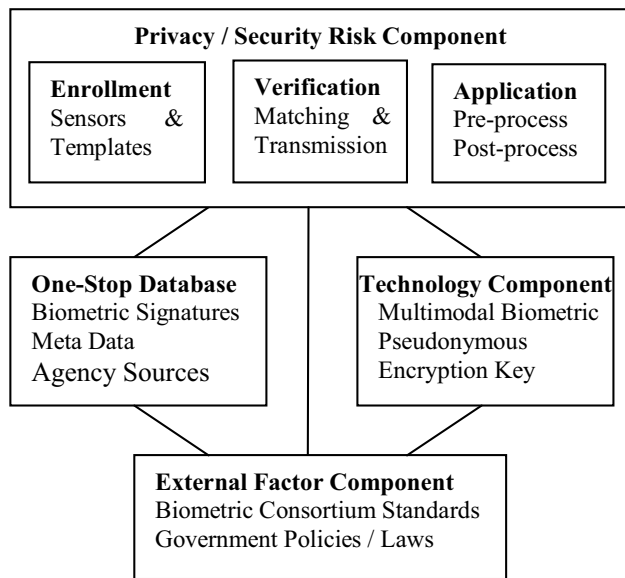 Privacy / Security Risk Component
Enrollment
Sensors &
Templates
Verification
Matching &
Transmission
Application
Pre-process
Post-process
One-Stop Database
Biometric Signatures
Meta Data
Agency Sources
Technology Component
Multimodal Biometric
Pseudonymous
Encryption Key
External Factor Component
Biometric Consortium Standards
Government Policies / Laws